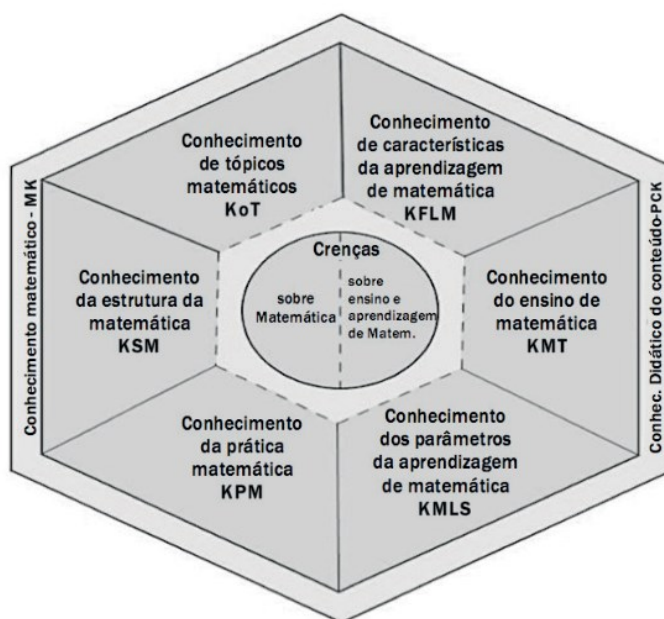 Conhecimento
de tópicos
matemáticos
KoT
Conhecimento
de características
da aprendizagem
de matemática
KFLM
Conhecimento matemático - MK
Conhecimento
da estrutura da
matemática
KSM
Crenças
sobre
Matemática
sobre
ensino e
aprendizagem
de Matem.
Conhecimento
do ensino de
matemática
KMT
Conhec. Didático do conteúdo-PCK
Conhecimento
da prática
matemática
KPM
Conhecimento
dos parâmetros
da aprendizagem
de matemática
KMLS